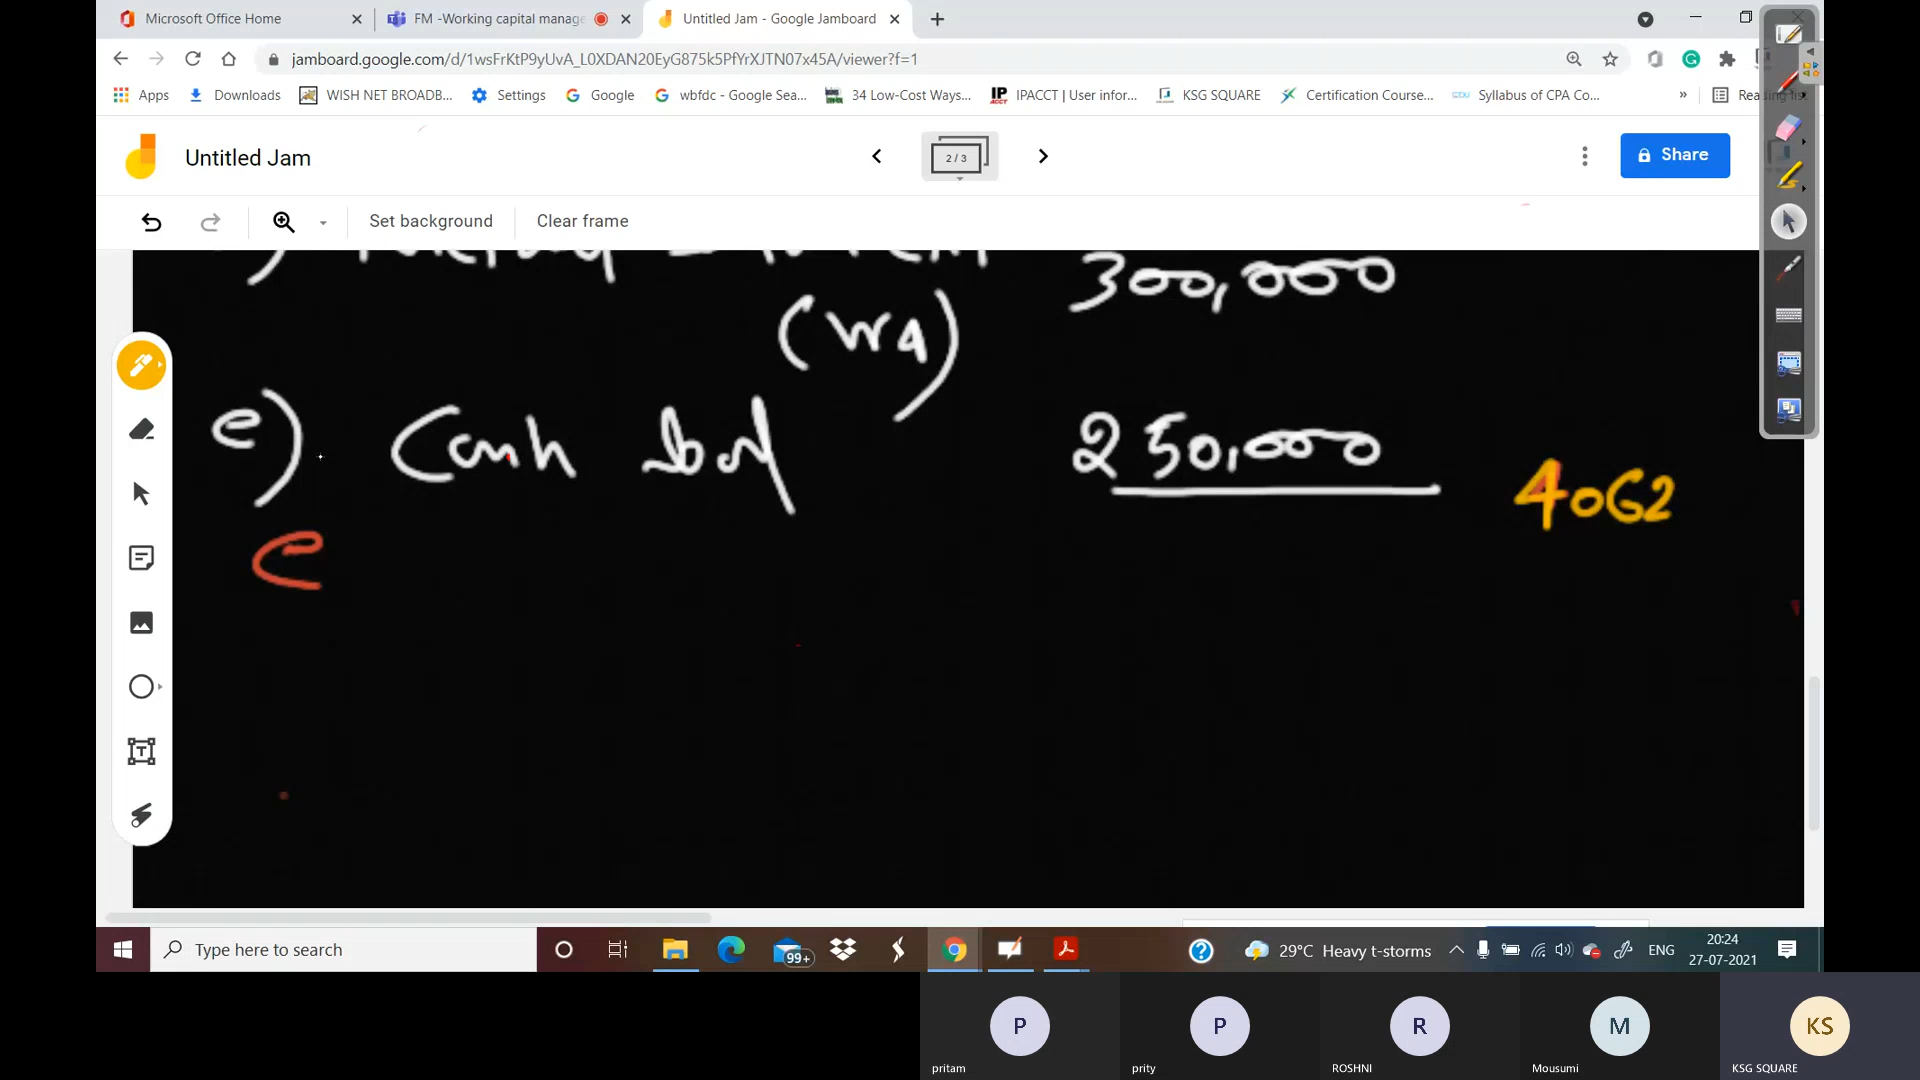 Microsoft Office Home
FM -Working capital manage
Untitled Jam - Google Jamboard
jamboard.google.com/d/1wsFrKtP9yUvA_L0XDAN20EyG875k5PfYrXJTN07x45A/viewer?f=1
Apps
Downloads
WISH NET BROADB...
Settings
Google
wbfdc - Google Sea...
34 Low-Cost Ways...
IPACCT | User infor...
KSG SQUARE
Certification Course...
Syllabus of CPA Co...
»
Untitled Jam
2 / 3
Share
Set background
Clear frame
300,000
(W4)
e) Cash bal 250,000
4062
e
Type here to search
99+
29°C Heavy t-storms
ENG
20:24
27-07-2021
P
P
R
M
KS
pritam
prity
ROSHNI
Mousumi
KSG SQUARE